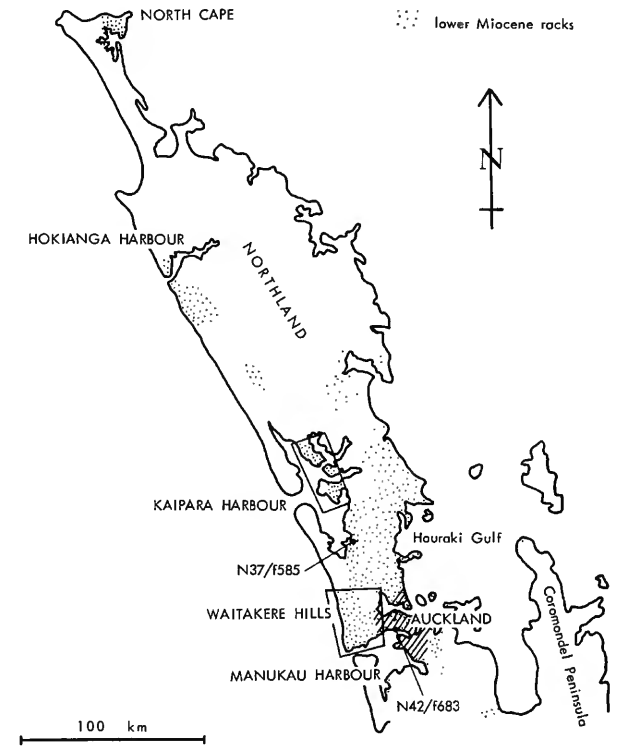 NORTH CAPE
lower Miocene rocks
N
HOKIANGA HARBOUR
NORTHLAND
KAIPARA HARBOUR
Hauraki Gulf
N37/f585
WAITAKERE HILLS
AUCKLAND
Coromandel Peninsula
MANUKAU HARBOUR
N42/f683
100 km